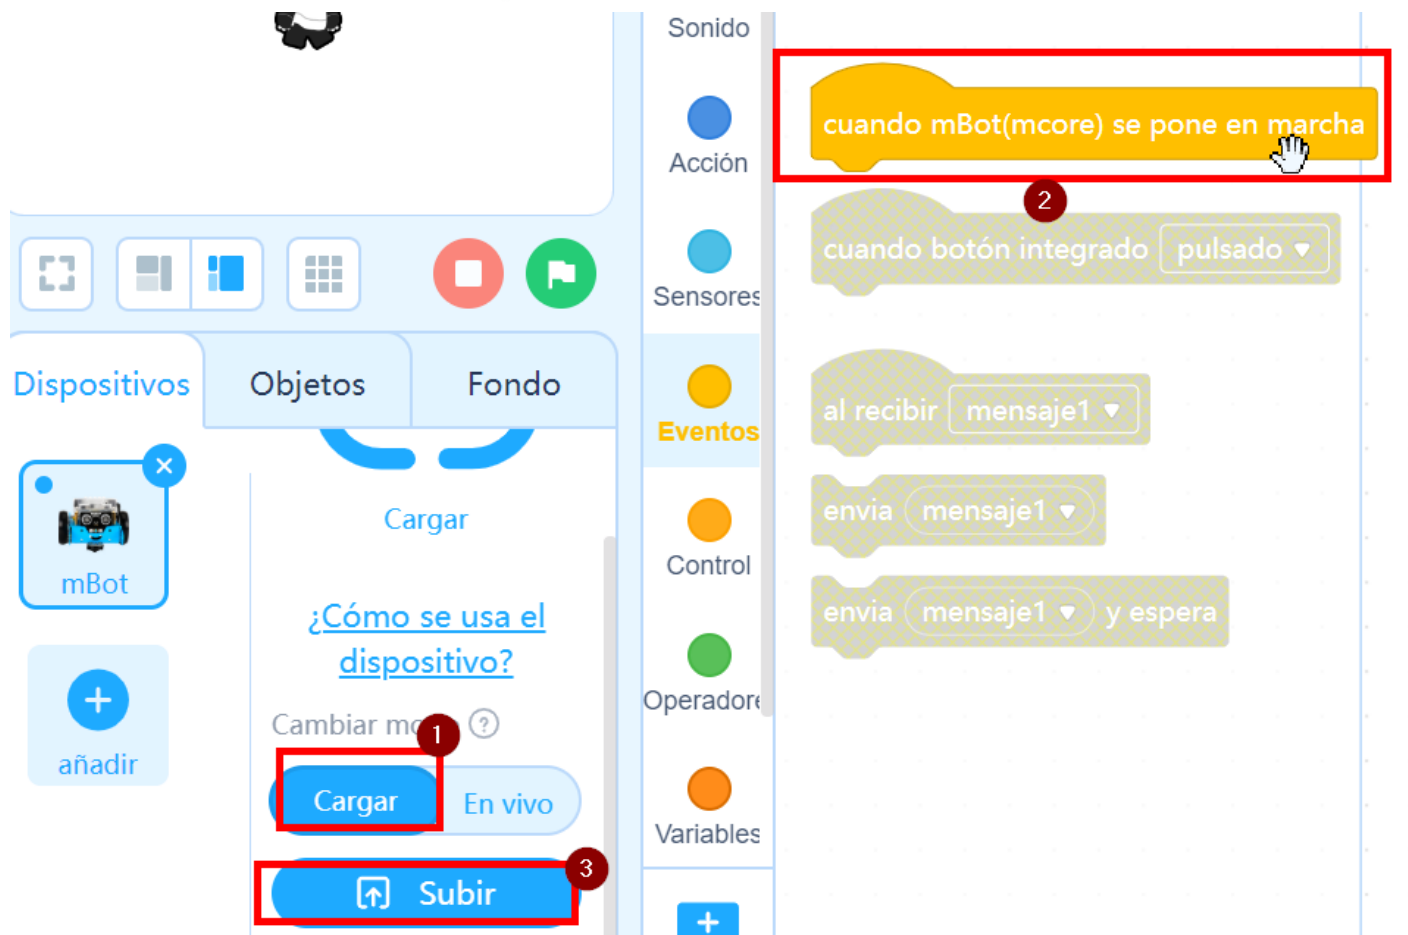 Sonido
Acción
Sensores
Eventos
Control
Operadore
Variables
cuando mBot(mcore) se pone en marcha
2
cuando botón integrado pulsado
al recibir mensaje1
envia mensaje1
envia mensaje1 y espera
Dispositivos
Objetos
Fondo
mBot
añadir
Cargar
¿Cómo se usa el
dispositivo?
Cambiar mo
1
Cargar
En vivo
3
Subir